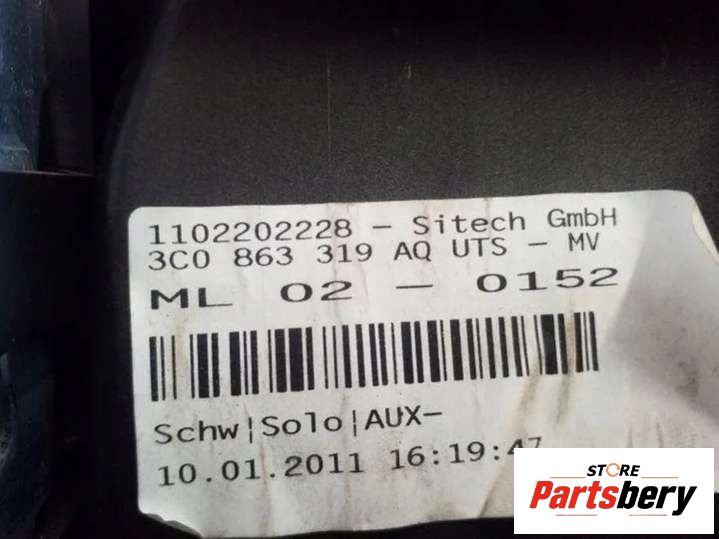 1102202228 - Sitech GmbH
3C0 863 319 AQ UTS - MV
ML 02 - 0152
Schw|Solo|AUX-
10.01.2011 16:19:47
STORE
Partsbery